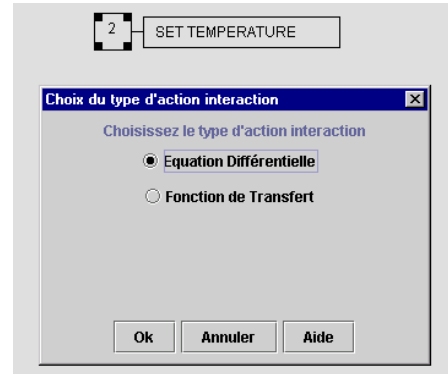 2 SET TEMPERATURE
Choix du type d'action interaction
Choisissez le type d'action interaction
Equation Différentielle
Fonction de Transfert
Ok Annuler Aide